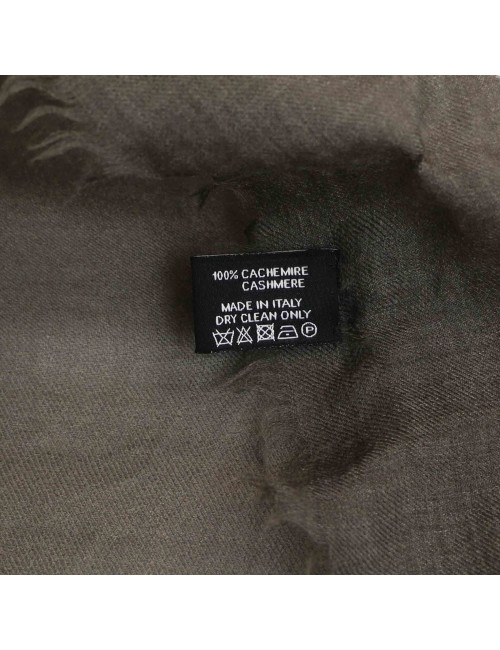 100% CACHEMIRE
CASHMERE
MADE IN ITALY
DRY CLEAN ONLY
P